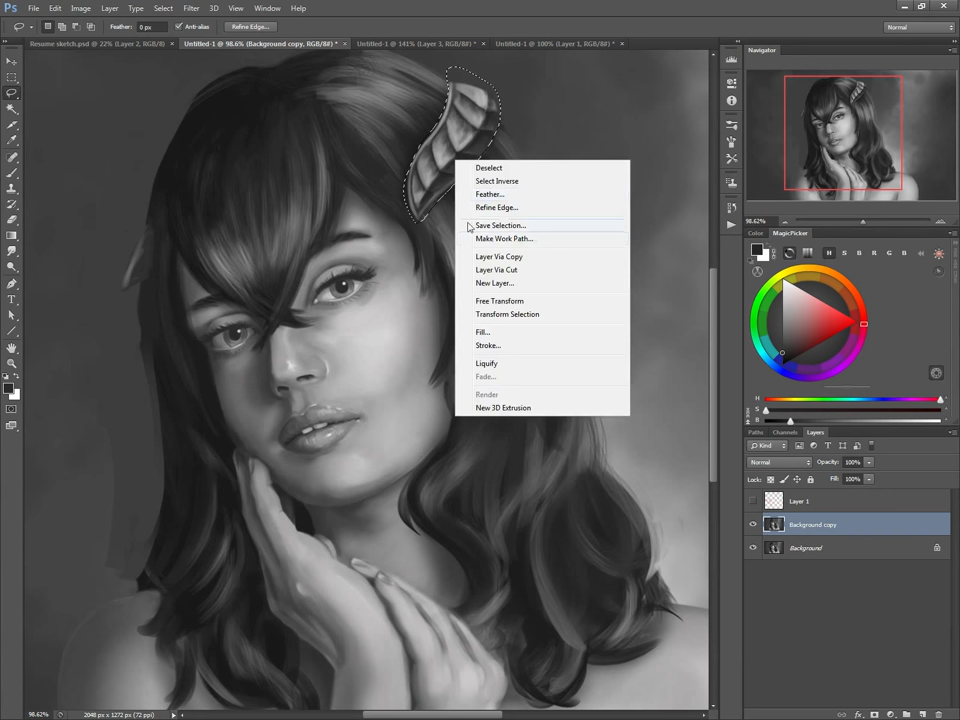 Ps File Edit Image Layer Type Select Filter 3D View Window Help
Feather: 0 px Anti-alias Refine Edge... Normal
Resume sketch.psd @ 22% (Layer 2, RGB/8) × Untitled-1 @ 98.6% (Background copy, RGB/8#) * × Untitled-1 @ 141% (Layer 3, RGB/8#) * × Untitled-1 @ 100% (Layer 1, RGB/8#) * ×
Navigator
Deselect
Select Inverse
Feather...
Refine Edge...
Save Selection...
Make Work Path...
Layer Via Copy
Layer Via Cut
New Layer...
Free Transform
Transform Selection
Fill...
Stroke...
Liquify
Fade...
Render
New 3D Extrusion
98.62%
Color MagicPicker
H S B R G B
H
S
B
Paths Channels Layers
Kind
Normal Opacity: 100%
Lock: Fill: 100%
Layer 1
Background copy
Background
98.62% 2048 px x 1272 px (72 ppi)